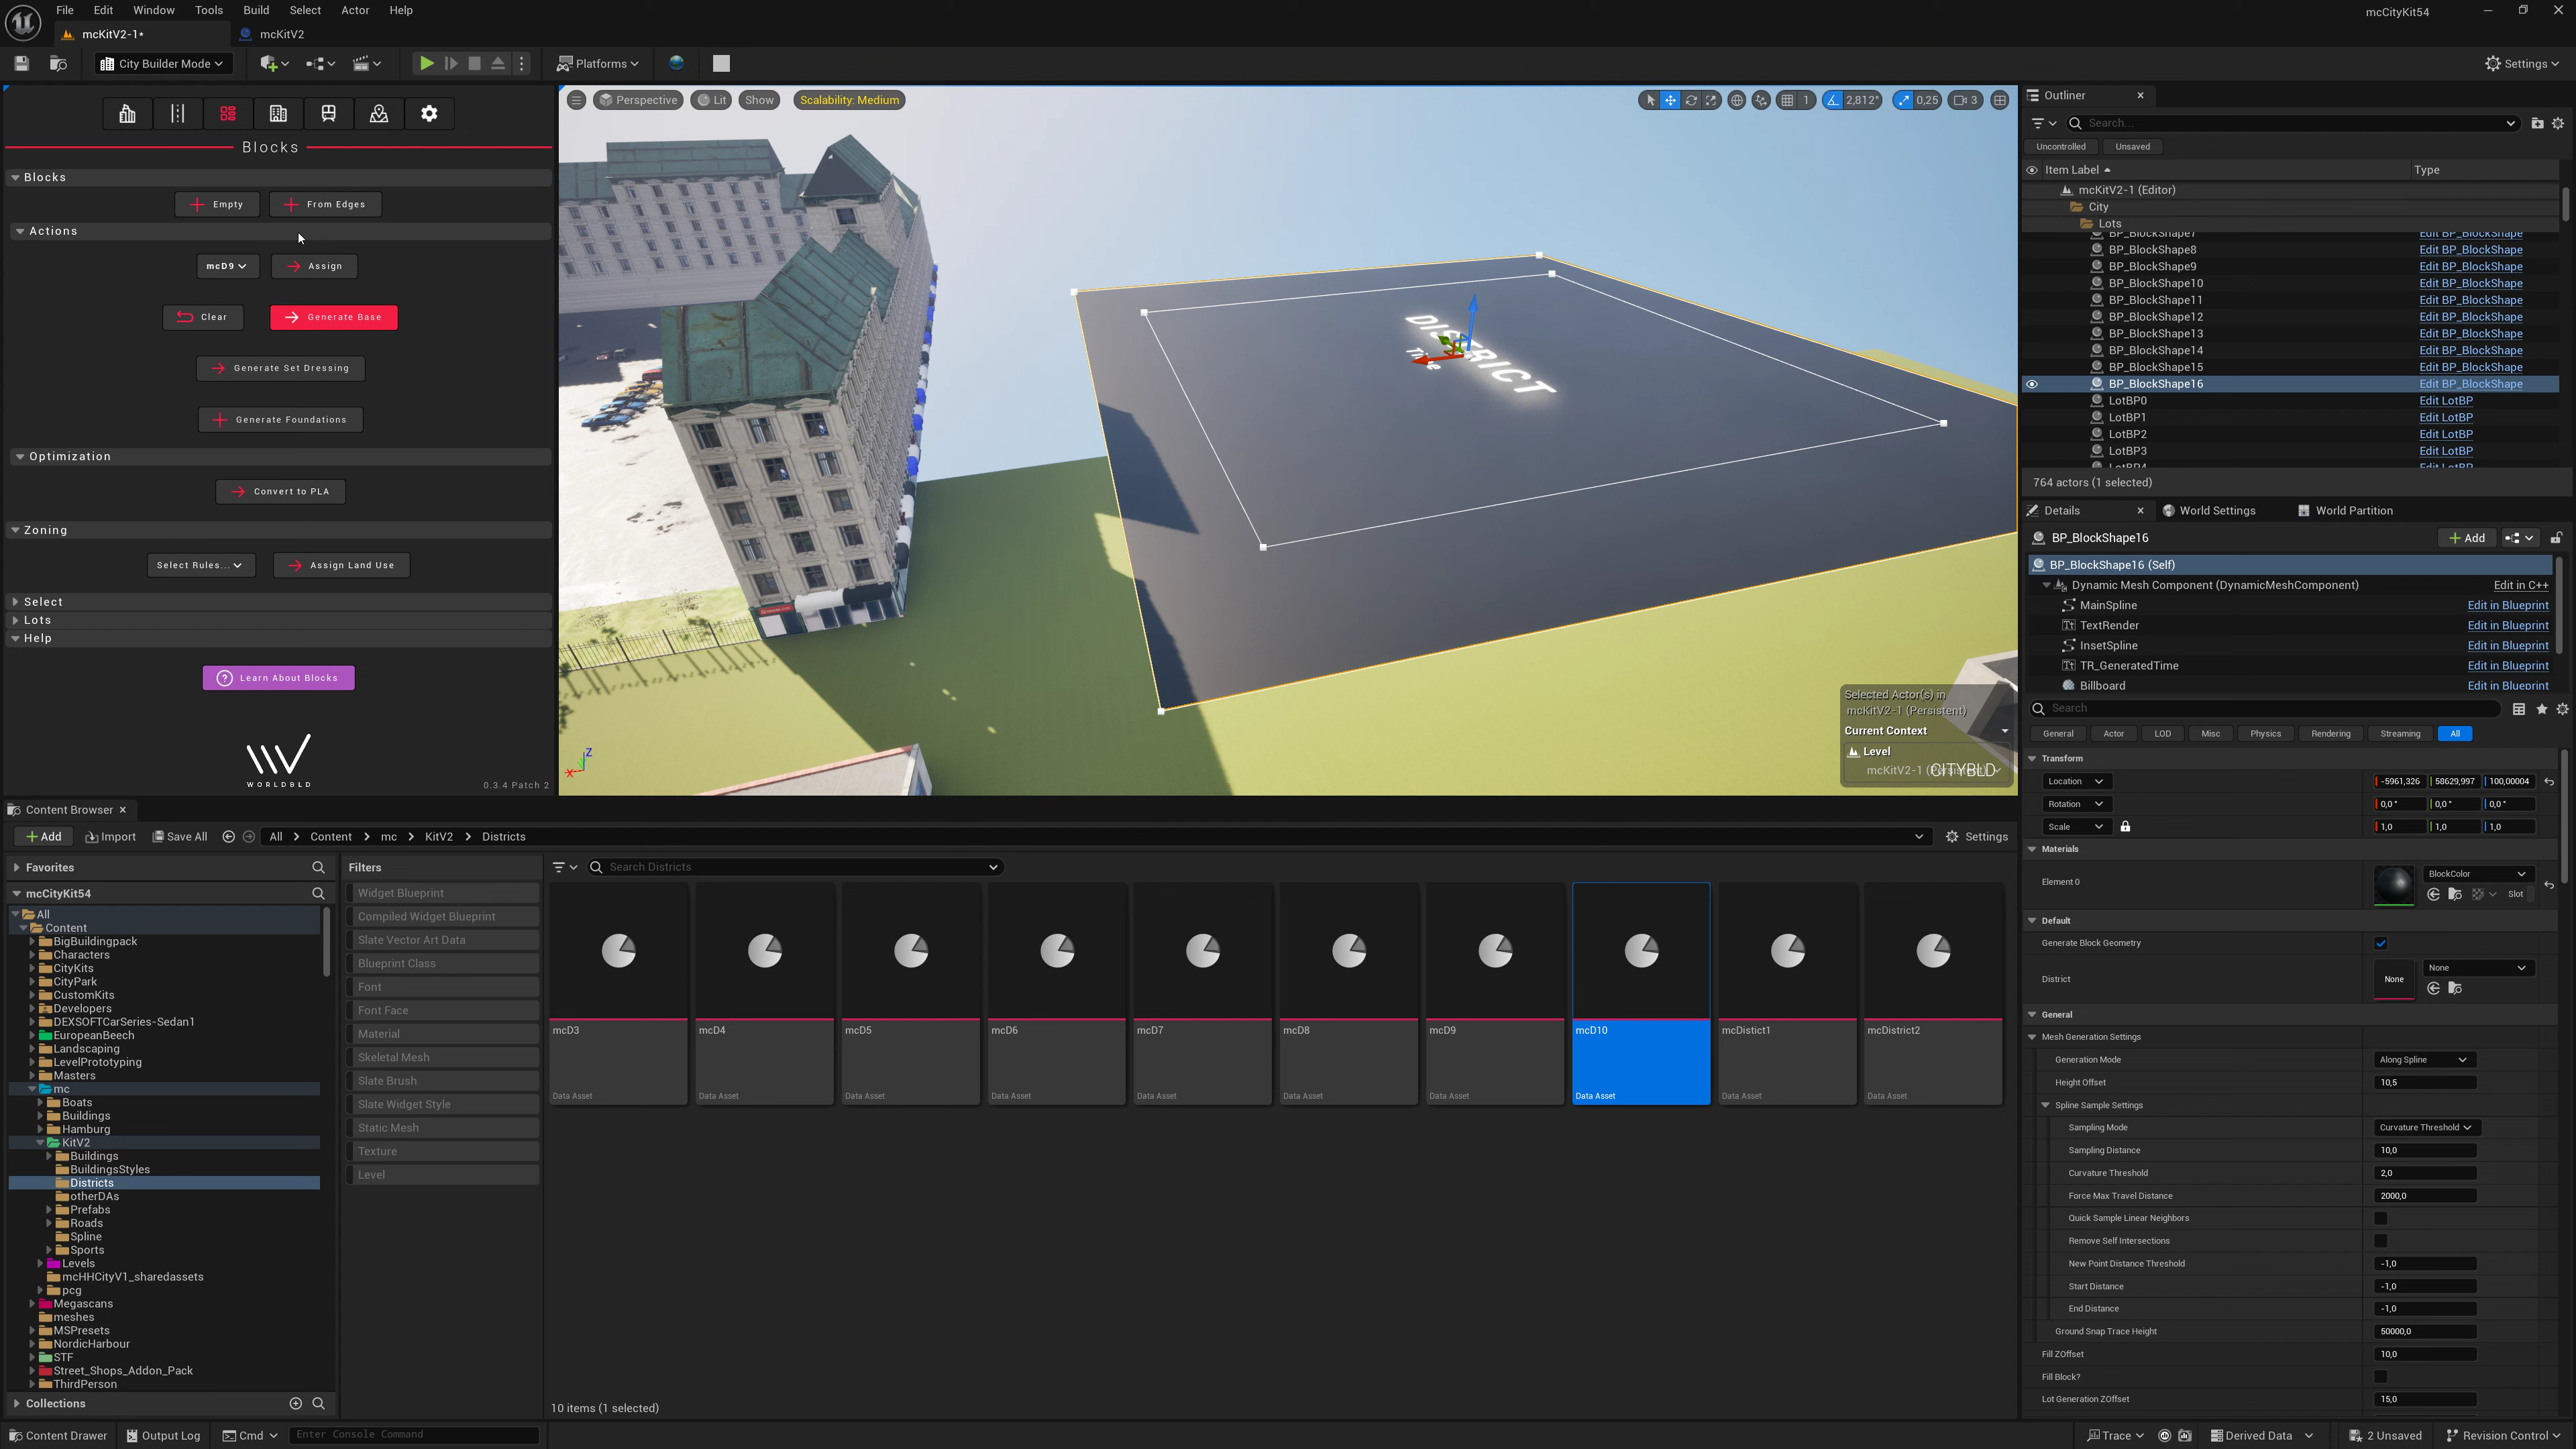 File Edit Window Tools Build Select Actor Help
mcCityKit54
mcKitV2-1*
mcKitV2
City Builder Mode
Platforms
Settings
Blocks
Blocks
Empty
From Edges
Actions
mcD9
Assign
Clear
Generate Base
Generate Set Dressing
Generate Foundations
Optimization
Convert to PLA
Zoning
Select Rules...
Assign Land Use
Select
Lots
Help
Learn About Blocks
WORLDBLD
0.3.4 Patch 2
Perspective
Lit
Show
Scalability: Medium
1
2,812°
0,25
3
DISTRICT
Z
X
Selected Actor(s) in
mcKitV2-1 (Persistent)
Current Context
Level
mcKitV2-1 (Persistent)
CITYBLD
Outliner
Search...
Uncontrolled
Unsaved
Item Label
Type
mcKitV2-1 (Editor)
City
Lots
BP_BlockShape7 Edit BP_BlockShape
BP_BlockShape8 Edit BP_BlockShape
BP_BlockShape9 Edit BP_BlockShape
BP_BlockShape10 Edit BP_BlockShape
BP_BlockShape11 Edit BP_BlockShape
BP_BlockShape12 Edit BP_BlockShape
BP_BlockShape13 Edit BP_BlockShape
BP_BlockShape14 Edit BP_BlockShape
BP_BlockShape15 Edit BP_BlockShape
BP_BlockShape16 Edit BP_BlockShape
LotBP0 Edit LotBP
LotBP1 Edit LotBP
LotBP2 Edit LotBP
LotBP3 Edit LotBP
LotBP4 Edit LotBP
764 actors (1 selected)
Details
World Settings
World Partition
BP_BlockShape16
Add
BP_BlockShape16 (Self)
Dynamic Mesh Component (DynamicMeshComponent) Edit in C++
MainSpline Edit in Blueprint
TextRender Edit in Blueprint
InsetSpline Edit in Blueprint
TR_GeneratedTime Edit in Blueprint
Billboard Edit in Blueprint
Search
General Actor LOD Misc Physics Rendering Streaming All
Transform
Location -5961,326 58629,997 100,00004
Rotation 0,0 ° 0,0 ° 0,0 °
Scale 1,0 1,0 1,0
Materials
Element 0
BlockColor
Slot
Default
Generate Block Geometry
District
None
None
General
Mesh Generation Settings
Generation Mode Along Spline
Height Offset 10,5
Spline Sample Settings
Sampling Mode Curvature Threshold
Sampling Distance 10,0
Curvature Threshold 2,0
Force Max Travel Distance 2000,0
Quick Sample Linear Neighbors
Remove Self Intersections
New Point Distance Threshold -1,0
Start Distance -1,0
End Distance -1,0
Ground Snap Trace Height 50000,0
Fill ZOffset 10,0
Fill Block?
Lot Generation ZOffset 15,0
Content Browser
Add
Import
Save All
All > Content > mc > KitV2 > Districts
Settings
Favorites
mcCityKit54
All
Content
BigBuildingpack
Characters
CityKits
CityPark
CustomKits
Developers
DEXSOFTCarSeries-Sedan1
EuropeanBeech
Landscaping
LevelPrototyping
Masters
mc
Boats
Buildings
Hamburg
KitV2
Buildings
BuildingsStyles
Districts
otherDAs
Prefabs
Roads
Spline
Sports
Levels
mcHHCityV1_sharedassets
pcg
Megascans
meshes
MSPresets
NordicHarbour
STF
Street_Shops_Addon_Pack
ThirdPerson
Collections
Filters
Widget Blueprint
Compiled Widget Blueprint
Slate Vector Art Data
Blueprint Class
Font
Font Face
Material
Skeletal Mesh
Slate Brush
Slate Widget Style
Static Mesh
Texture
Level
Search Districts
mcD3 mcD4 mcD5 mcD6 mcD7 mcD8 mcD9 mcD10 mcDistict1 mcDistrict2
Data Asset Data Asset Data Asset Data Asset Data Asset Data Asset Data Asset Data Asset Data Asset Data Asset
10 items (1 selected)
Content Drawer
Output Log
Cmd
Enter Console Command
Trace
Derived Data
2 Unsaved
Revision Control